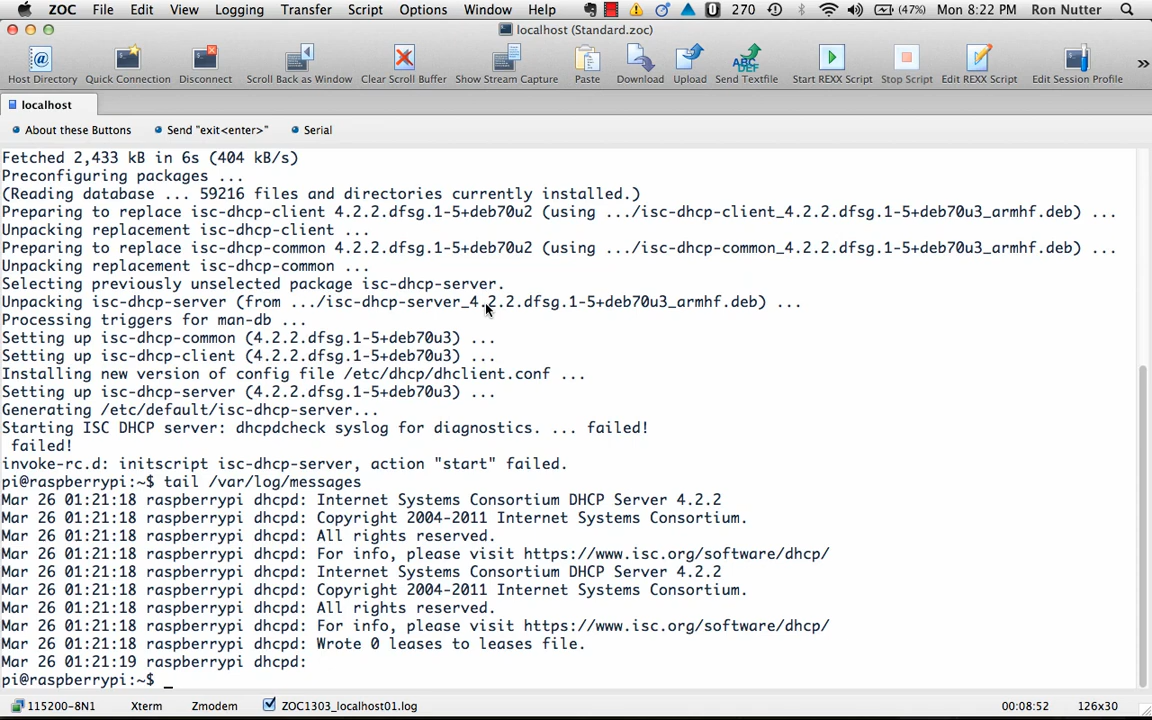 ZOC File Edit View Logging Transfer Script Options Window Help 270 (47%) Mon 8:22 PM Ron Nutter
localhost (Standard.zoc)
Host Directory Quick Connection Disconnect Scroll Back as Window Clear Scroll Buffer Show Stream Capture Paste Download Upload Send Textfile Start REXX Script Stop Script Edit REXX Script Edit Session Profile
localhost
About these Buttons Send "exit<enter>" Serial
Fetched 2,433 kB in 6s (404 kB/s)
Preconfiguring packages ...
(Reading database ... 59216 files and directories currently installed.)
Preparing to replace isc-dhcp-client 4.2.2.dfsg.1-5+deb70u2 (using .../isc-dhcp-client_4.2.2.dfsg.1-5+deb70u3_armhf.deb) ...
Unpacking replacement isc-dhcp-client ...
Preparing to replace isc-dhcp-common 4.2.2.dfsg.1-5+deb70u2 (using .../isc-dhcp-common_4.2.2.dfsg.1-5+deb70u3_armhf.deb) ...
Unpacking replacement isc-dhcp-common ...
Selecting previously unselected package isc-dhcp-server.
Unpacking isc-dhcp-server (from .../isc-dhcp-server_4.2.2.dfsg.1-5+deb70u3_armhf.deb) ...
Processing triggers for man-db ...
Setting up isc-dhcp-common (4.2.2.dfsg.1-5+deb70u3) ...
Setting up isc-dhcp-client (4.2.2.dfsg.1-5+deb70u3) ...
Installing new version of config file /etc/dhcp/dhclient.conf ...
Setting up isc-dhcp-server (4.2.2.dfsg.1-5+deb70u3) ...
Generating /etc/default/isc-dhcp-server...
Starting ISC DHCP server: dhcpdcheck syslog for diagnostics. ... failed!
failed!
invoke-rc.d: initscript isc-dhcp-server, action "start" failed.
pi@raspberrypi:~$ tail /var/log/messages
Mar 26 01:21:18 raspberrypi dhcpd: Internet Systems Consortium DHCP Server 4.2.2
Mar 26 01:21:18 raspberrypi dhcpd: Copyright 2004-2011 Internet Systems Consortium.
Mar 26 01:21:18 raspberrypi dhcpd: All rights reserved.
Mar 26 01:21:18 raspberrypi dhcpd: For info, please visit https://www.isc.org/software/dhcp/
Mar 26 01:21:18 raspberrypi dhcpd: Internet Systems Consortium DHCP Server 4.2.2
Mar 26 01:21:18 raspberrypi dhcpd: Copyright 2004-2011 Internet Systems Consortium.
Mar 26 01:21:18 raspberrypi dhcpd: All rights reserved.
Mar 26 01:21:18 raspberrypi dhcpd: For info, please visit https://www.isc.org/software/dhcp/
Mar 26 01:21:18 raspberrypi dhcpd: Wrote 0 leases to leases file.
Mar 26 01:21:19 raspberrypi dhcpd:
pi@raspberrypi:~$ _
115200-8N1 Xterm Zmodem ZOC1303_localhost01.log 00:08:52 126x30